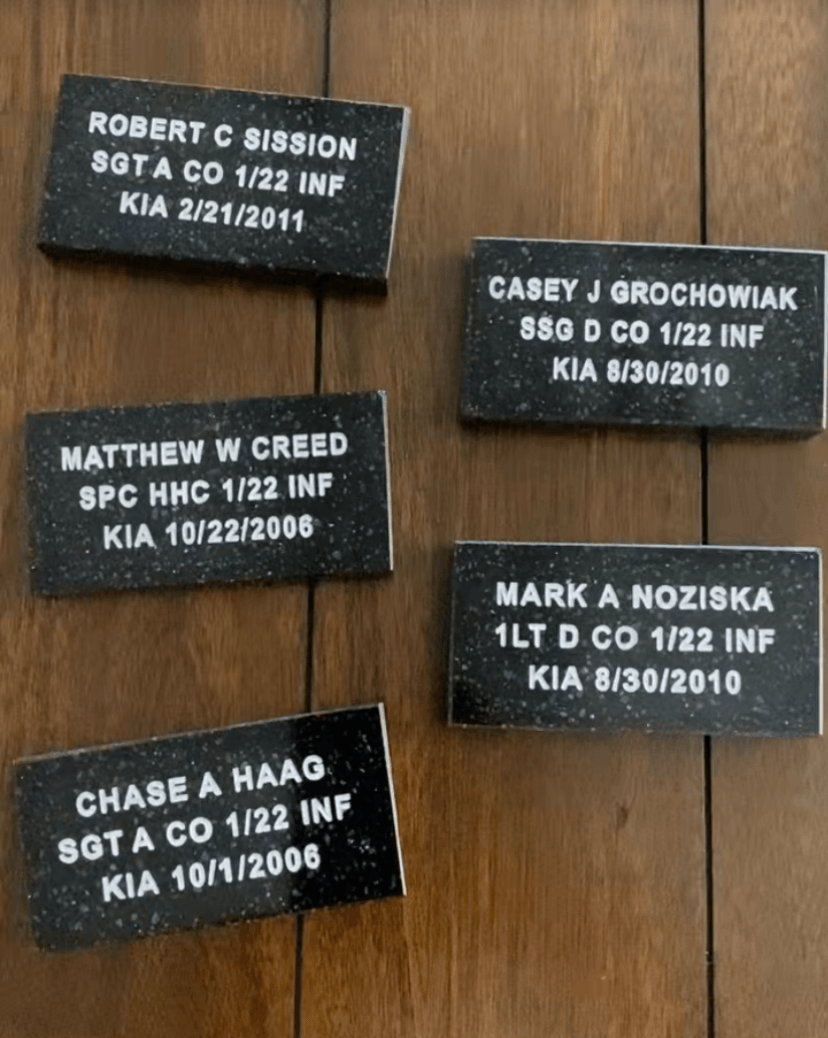 ROBERT C SISSION
SGT A CO 1/22 INF
KIA 2/21/2011
CASEY J GROCHOWIAK
SSG D CO 1/22 INF
KIA 8/30/2010
MATTHEW W CREED
SPC HHC 1/22 INF
KIA 10/22/2006
MARK A NOZISKA
1LT D CO 1/22 INF
KIA 8/30/2010
CHASE A HAAG
SGT A CO 1/22 INF
KIA 10/1/2006